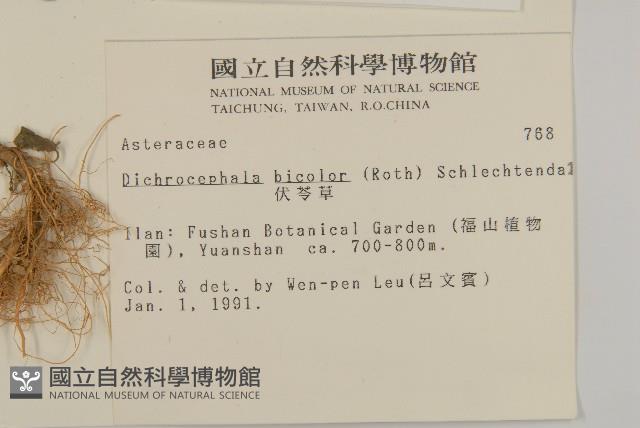 國立自然科學博物館
NATIONAL MUSEUM OF NATURAL SCIENCE
TAICHUNG, TAIWAN, R.O.CHINA
Asteraceae 768
Dichrocephala bicolor (Roth) Schlechtendal
伏苓草
Ilan: Fushan Botanical Garden (福山植物
園), Yuanshan ca. 700-800m.
Col. & det. by Wen-pen Leu(呂文賓)
Jan. 1, 1991.
國立自然科學博物館
NATIONAL MUSEUM OF NATURAL SCIENCE